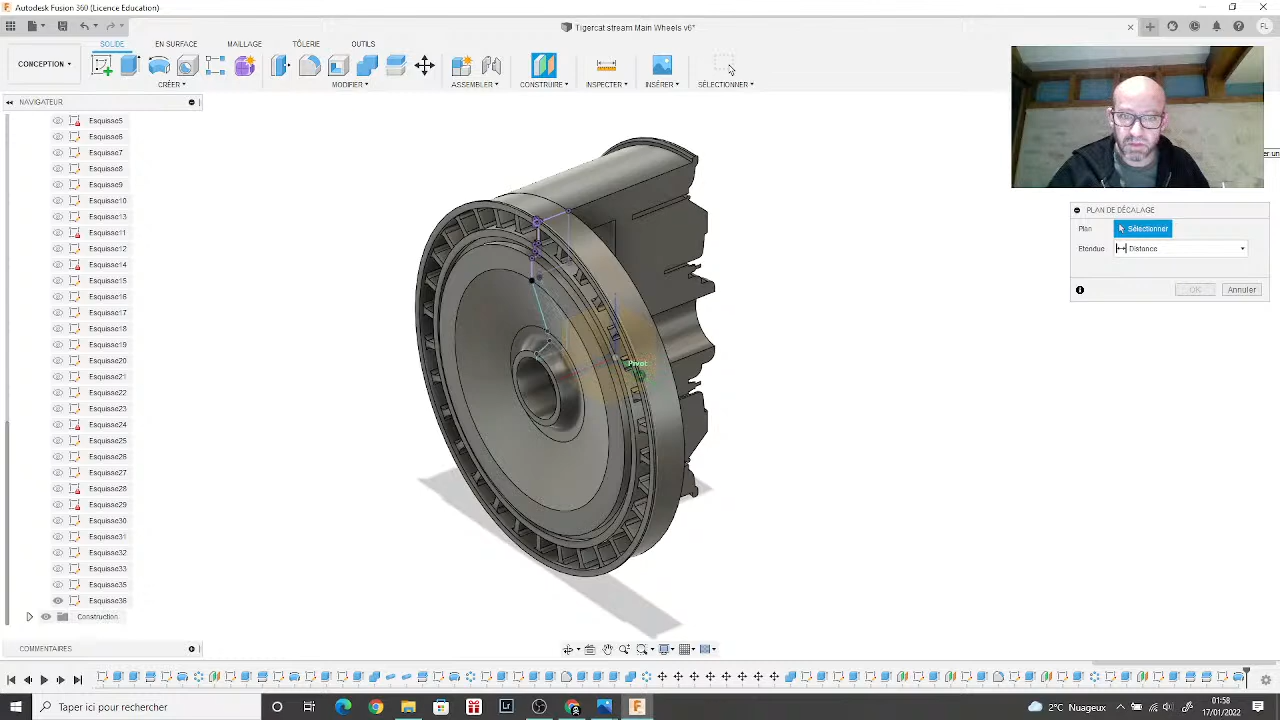 Autodesk Fusion 360 (Licence Education)
Tigercat stream Main Wheels v6*
FL
CONCEPTION
SOLIDE
EN SURFACE
MAILLAGE
TÔLERIE
OUTILS
CRÉER
MODIFIER
ASSEMBLER
CONSTRUIRE
INSPECTER
INSÉRER
SÉLECTIONNER
NAVIGATEUR
Esquisse5
Esquisse6
Esquisse7
Esquisse8
Esquisse9
Esquisse10
Esquisse13
Esquisse11
Esquisse12
Esquisse14
Esquisse15
Esquisse16
Esquisse17
Esquisse18
Esquisse19
Esquisse20
Esquisse21
Esquisse22
Esquisse23
Esquisse24
Esquisse25
Esquisse26
Esquisse27
Esquisse28
Esquisse29
Esquisse30
Esquisse31
Esquisse32
Esquisse33
Esquisse35
Esquisse36
Construction
COMMENTAIRES
Pivot
PLAN DE DÉCALAGE
Plan
Sélectionner
Etendue
Distance
OK
Annuler
Taper ici pour rechercher
2°C Nuageux
01:58
17/01/2022